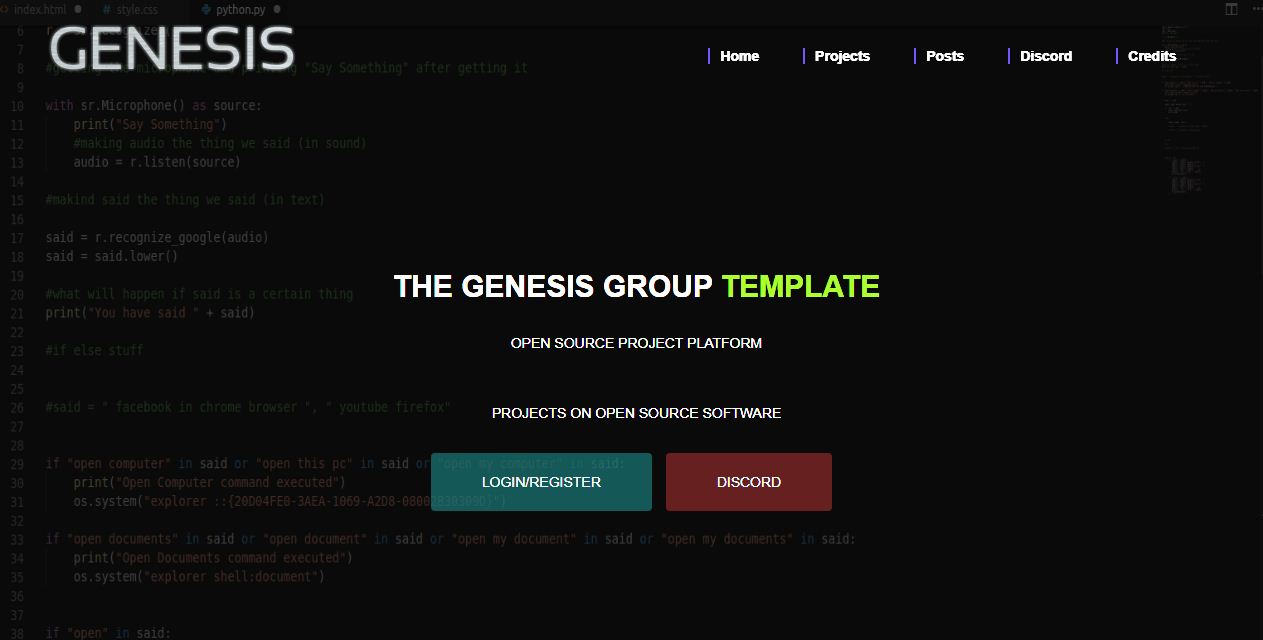 index.html
style.css
python.py
GENESIS
Home
Projects
Posts
Discord
Credits
6
7
8 "Say Something" after getting it
9
10 with sr.Microphone() as source:
11 print("Say Something")
12 #making audio the thing we said (in sound)
13 audio = r.listen(source)
14
15 #makind said the thing we said (in text)
16
17 said = r.recognize_google(audio)
18 said = said.lower()
19
20 #what will happen if said is a certain thing
21 print("You have said " + said)
22
23 #if else stuff
24
25
26 #said = " facebook in chrome browser ", " youtube firefox"
27
28
29 if "open computer" in said or "open this pc" in said or "open my computer" in said:
30 print("Open Computer command executed")
31 os.system("explorer ::{20D04FE0-3AEA-1069-A2D8-08002B30309D}")
32
33 if "open documents" in said or "open document" in said or "open my document" in said or "open my documents" in said:
34 print("Open Documents command executed")
35 os.system("explorer shell:document")
36
37
38 if "open" in said:
THE GENESIS GROUP TEMPLATE
OPEN SOURCE PROJECT PLATFORM
PROJECTS ON OPEN SOURCE SOFTWARE
LOGIN/REGISTER
DISCORD